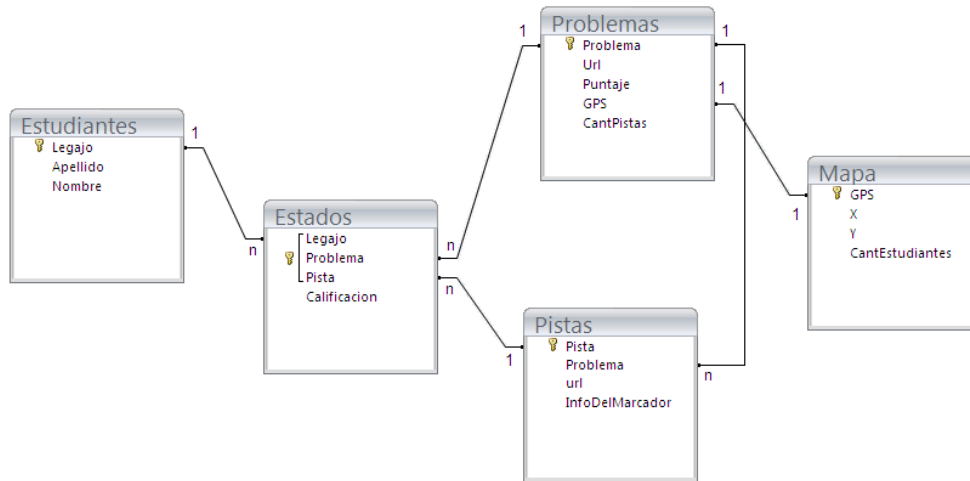 Estudiantes
Legajo
Apellido
Nombre
1
n
Estados
Legajo
Problema
Pista
Calificacion
n
n
1
Problemas
Problema
Url
Puntaje
GPS
CantPistas
1
1
1
Mapa
GPS
X
Y
CantEstudiantes
1
Pistas
Pista
Problema
url
InfoDelMarcador
n